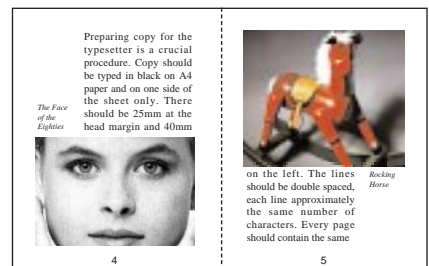 Preparing copy for the
typesetter is a crucial
procedure. Copy should
be typed in black on A4
paper and on one side of
the sheet only. There
should be 25mm at the
head margin and 40mm
The Face
of the
Eighties
4
on the left. The lines
should be double spaced,
each line approximately
the same number of
characters. Every page
should contain the same
Rocking
Horse
5